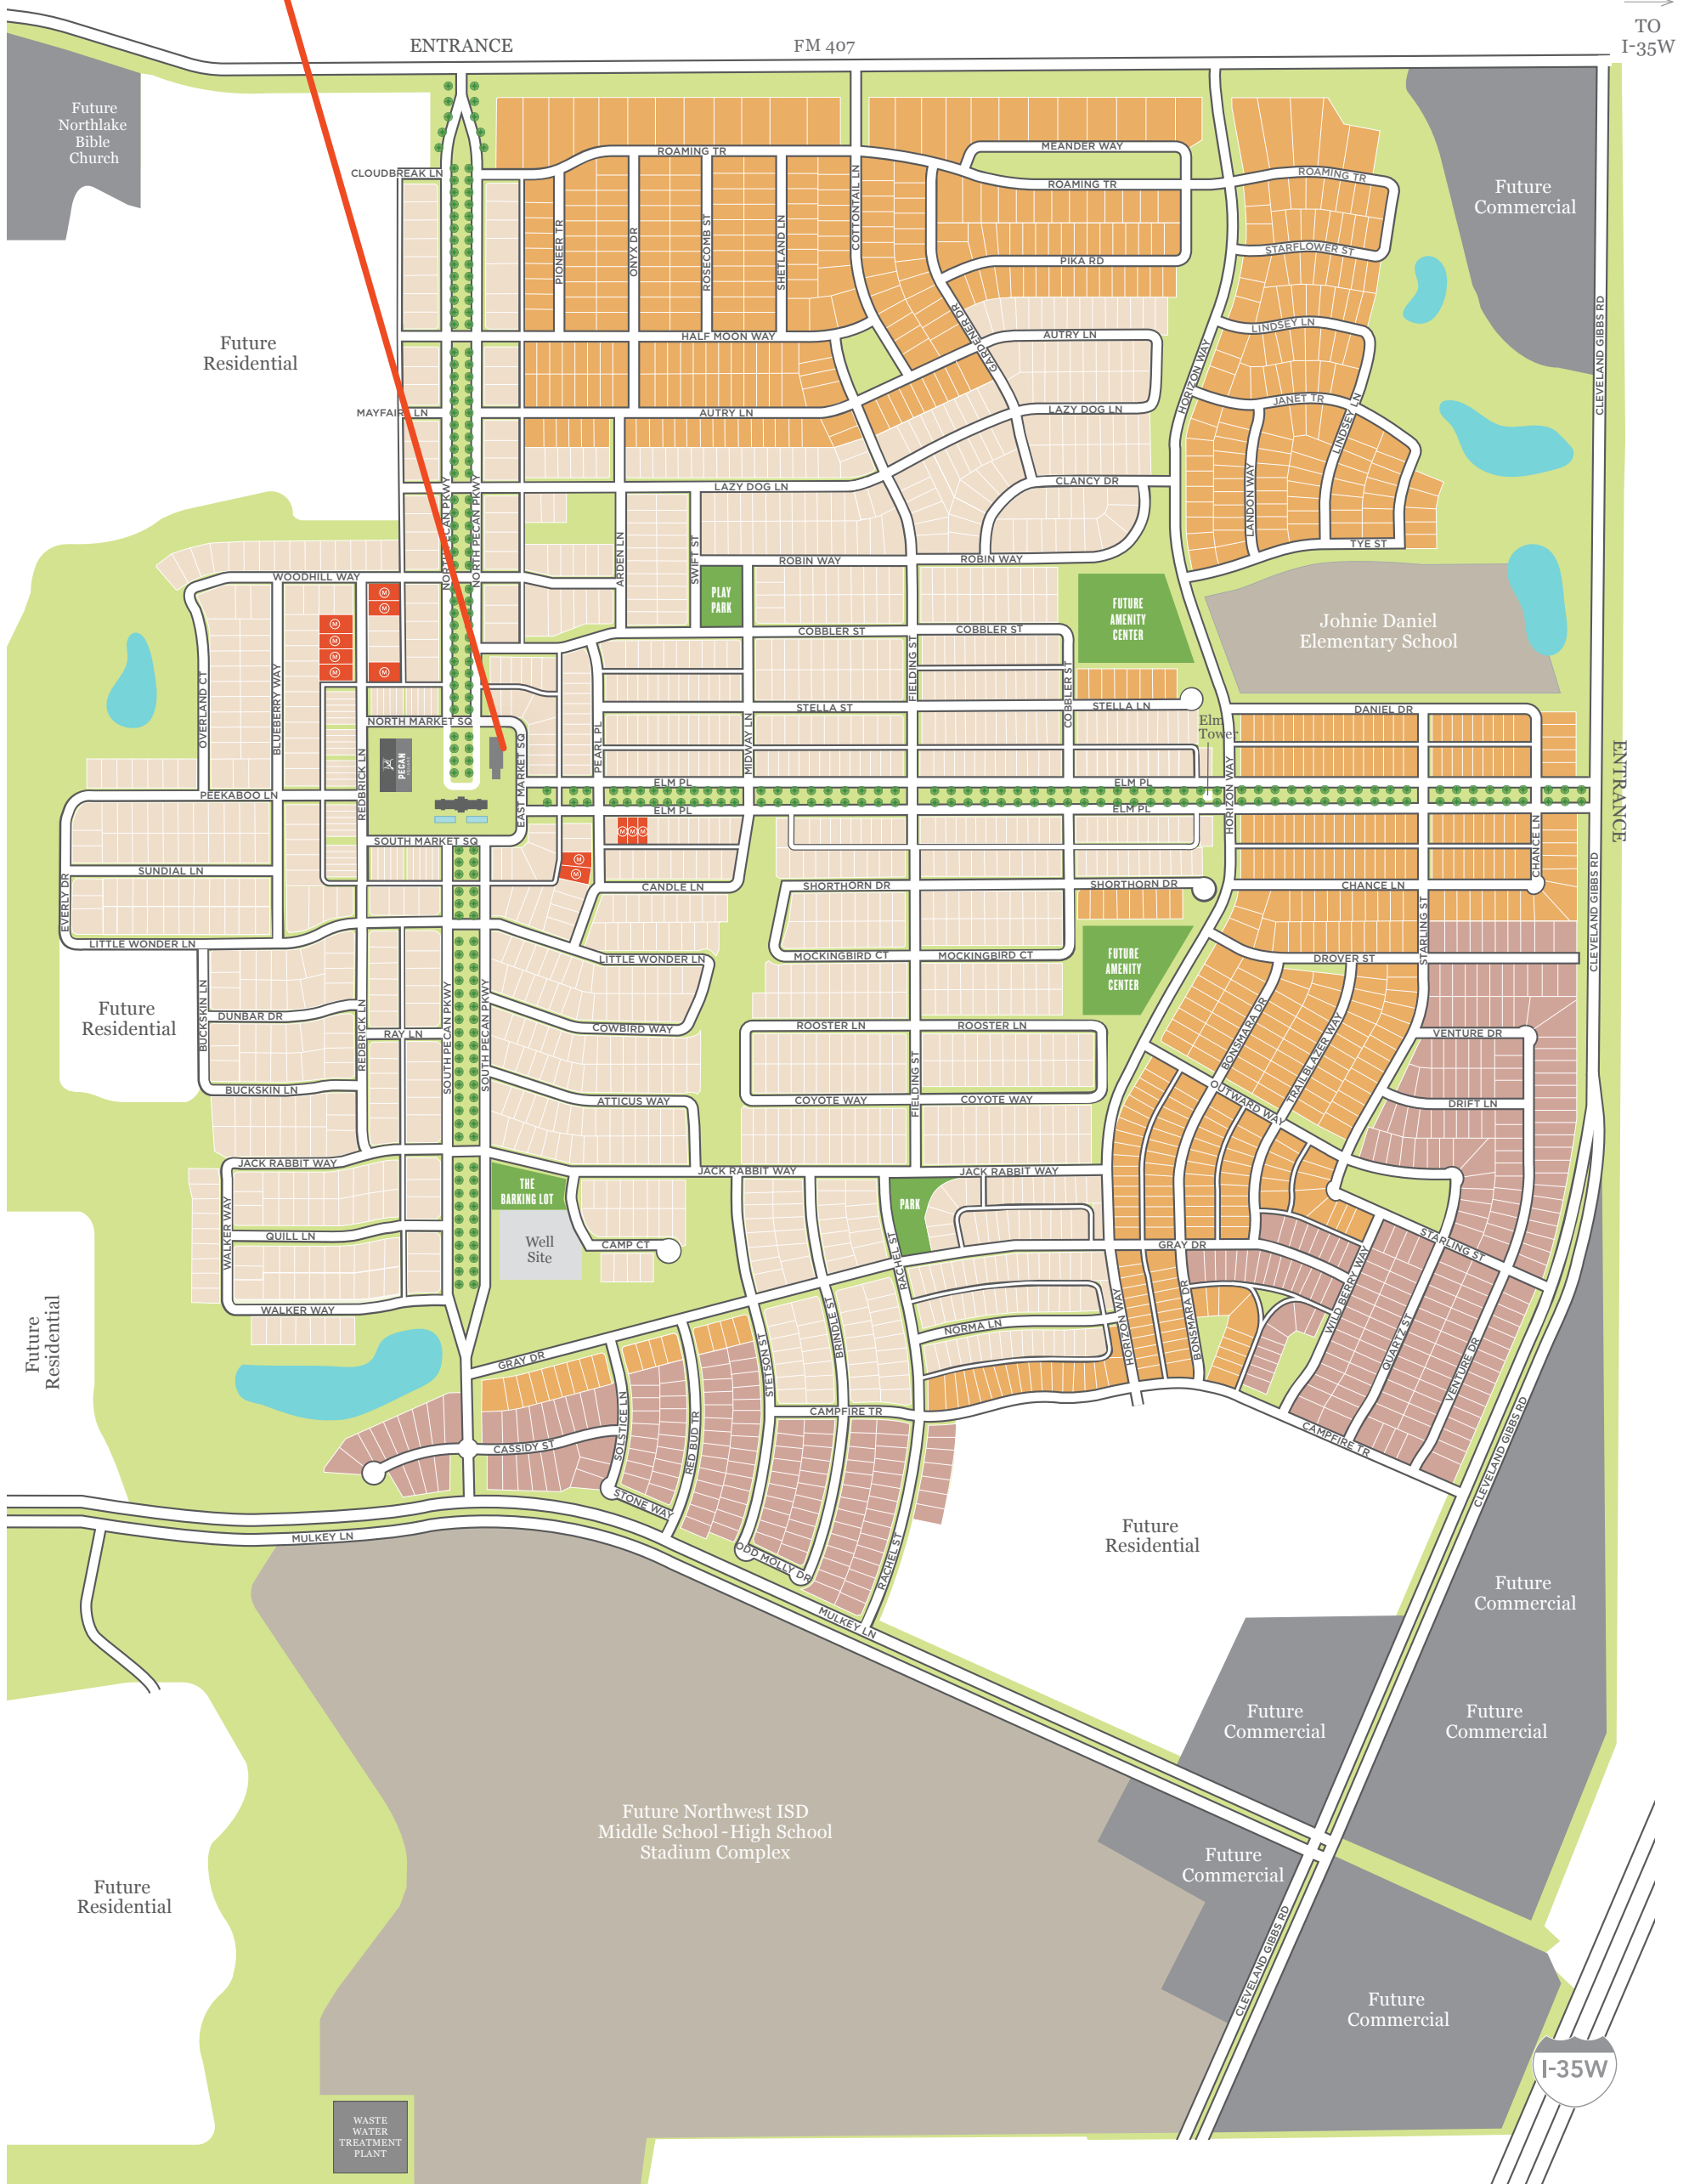 TO
I-35W
ENTRANCE
FM 407
Future
Northlake
Bible
Church
CLOUDBREAK LN
ROAMING TR
MEANDER WAY
ROAMING TR
ROAMING TR
Future
Commercial
PIONEER TR
ONYX DR
ROSECOMB ST
SHETLAND LN
COTTONTAIL LN
PIKA RD
STARFLOWER ST
GARDENER DR
Future
Residential
HALF MOON WAY
AUTRY LN
LINDSEY LN
HORIZON WAY
CLEVELAND GIBBS RD
MAYFAIR LN
AUTRY LN
LAZY DOG LN
JANET TR
LINDSEY LN
LANDON WAY
NORTH PECAN PKWY
NORTH PECAN PKWY
LAZY DOG LN
CLANCY DR
TYE ST
ARDEN LN
SWIFT ST
ROBIN WAY
ROBIN WAY
WOODHILL WAY
M
M
M
M
M
M
M
PLAY
PARK
FUTURE
AMENITY
CENTER
Johnie Daniel
Elementary School
COBBLER ST
COBBLER ST
FIELDING ST
COBBLER ST
OVERLAND CT
BLUEBERRY WAY
STELLA ST
STELLA LN
DANIEL DR
Elm
Tower
NORTH MARKET SQ
PECAN
SQUARE
EAST MARKET SQ
PEARL PL
MIDWAY LN
REDBRICK LN
HORIZON WAY
ENTRANCE
PEEKABOO LN
ELM PL
ELM PL
ELM PL
ELM PL
M
M
M
SOUTH MARKET SQ
M
M
CHANCE LN
SUNDIAL LN
EVERLY DR
CANDLE LN
SHORTHORN DR
SHORTHORN DR
CHANCE LN
CLEVELAND GIBBS RD
STARLING ST
LITTLE WONDER LN
LITTLE WONDER LN
MOCKINGBIRD CT
MOCKINGBIRD CT
FUTURE
AMENITY
CENTER
DROVER ST
Future
Residential
BUCKSKIN LN
DUNBAR DR
REDBRICK LN
RAY LN
SOUTH PECAN PKWY
SOUTH PECAN PKWY
COWBIRD WAY
ROOSTER LN
ROOSTER LN
BONSMARA DR
TRAILBLAZER WAY
VENTURE DR
BUCKSKIN LN
ATTICUS WAY
COYOTE WAY
COYOTE WAY
FIELDING ST
OUTWARD WAY
DRIFT LN
JACK RABBIT WAY
JACK RABBIT WAY
JACK RABBIT WAY
THE
BARKING LOT
PARK
WALKER WAY
QUILL LN
Well
Site
CAMP CT
RACHEL ST
GRAY DR
STARLING ST
WALKER WAY
Future
Residential
GRAY DR
STETSON ST
BRINDLE ST
NORMA LN
HORIZON WAY
BONSMARA DR
WILD BERRY WAY
QUARTZ ST
VENTURE DR
CASSIDY ST
SOLSTICE LN
RED BUD TR
CAMPFIRE TR
CAMPFIRE TR
CLEVELAND GIBBS RD
STONE WAY
ODD MOLLY DR
RACHEL ST
MULKEY LN
MULKEY LN
Future
Residential
Future
Commercial
Future
Commercial
Future
Commercial
Future Northwest ISD
Middle School - High School
Stadium Complex
Future
Commercial
Future
Residential
CLEVELAND GIBBS RD
Future
Commercial
I-35W
WASTE
WATER
TREATMENT
PLANT